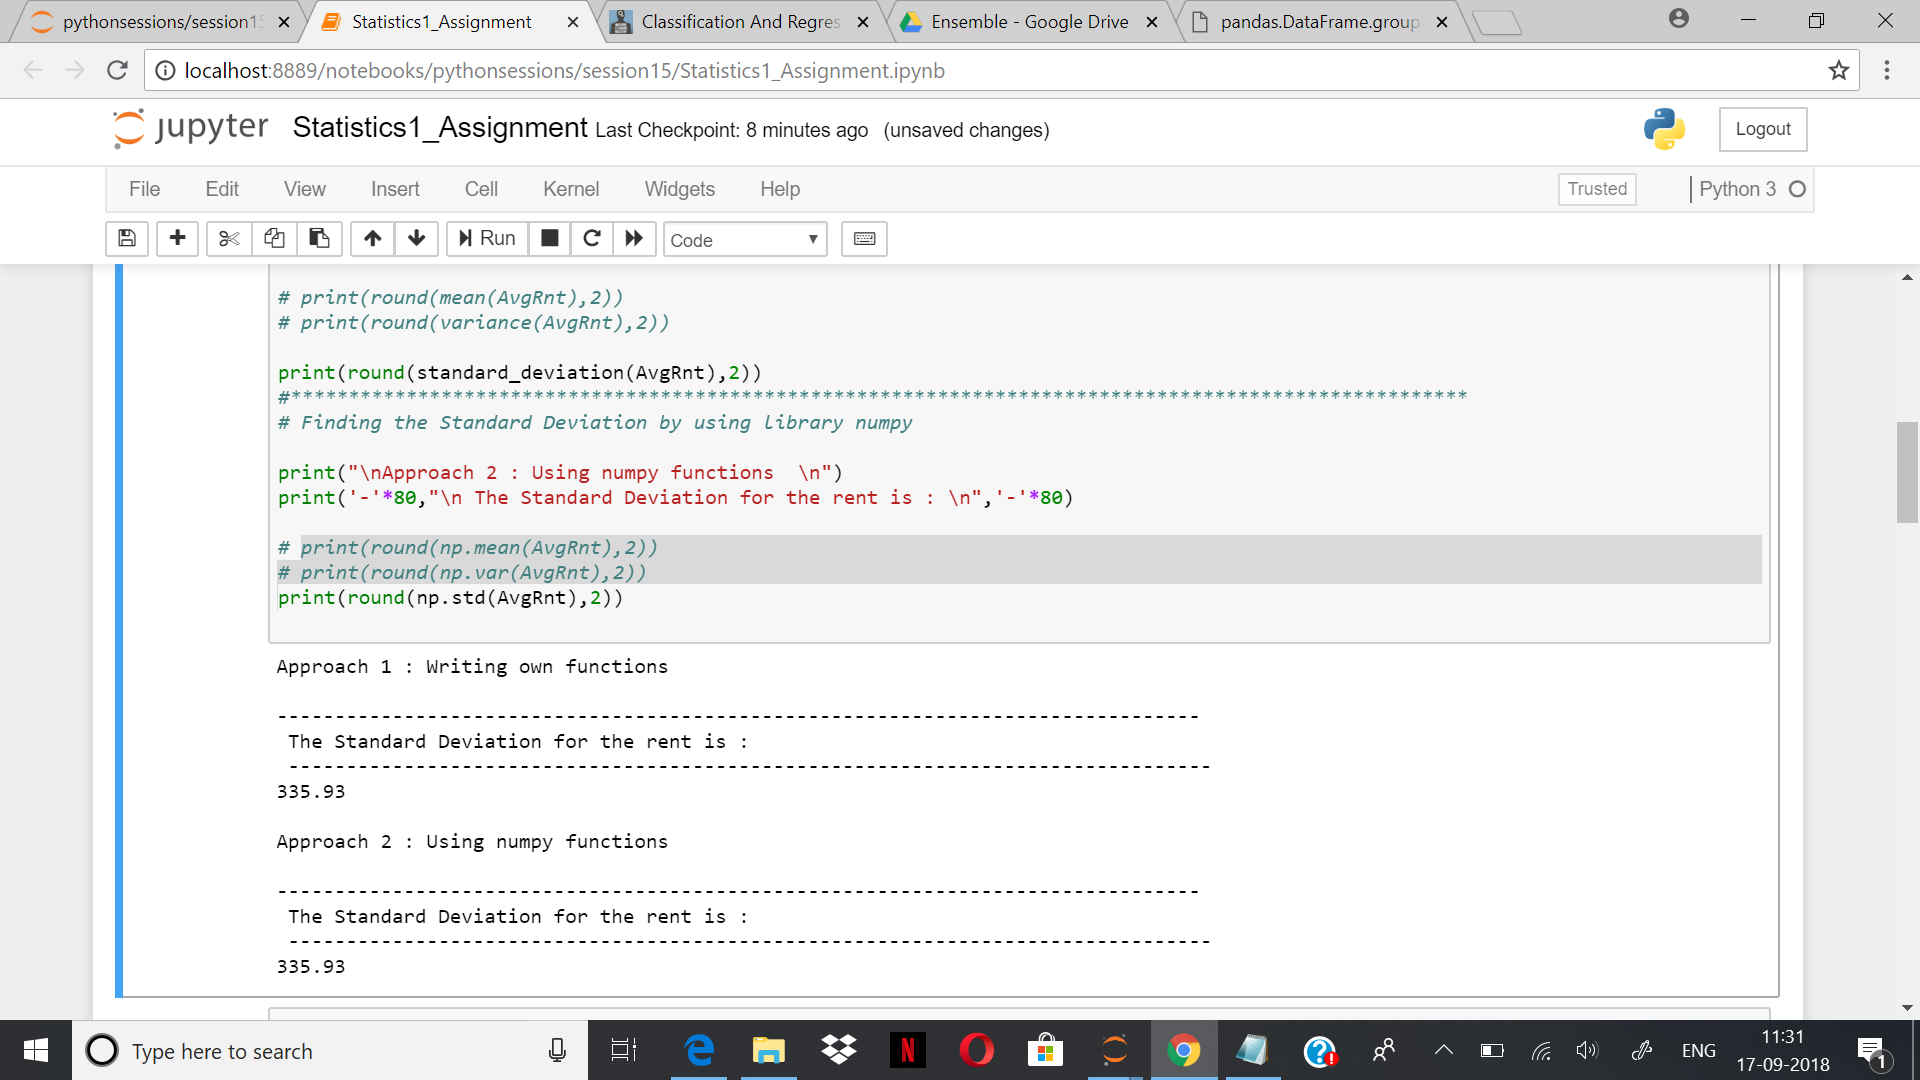 pythonsessions/session15
Statistics1_Assignment
Classification And Regres
Ensemble - Google Drive
pandas.DataFrame.group
localhost:8889/notebooks/pythonsessions/session15/Statistics1_Assignment.ipynb
jupyter Statistics1_Assignment Last Checkpoint: 8 minutes ago (unsaved changes)
Logout
File Edit View Insert Cell Kernel Widgets Help
Trusted
Python 3
Run
Code
# print(round(mean(AvgRnt),2))
# print(round(variance(AvgRnt),2))
print(round(standard_deviation(AvgRnt),2))
#******************************************************************************************************
# Finding the Standard Deviation by using library numpy
print("\nApproach 2 : Using numpy functions  \n")
print('-'*80,"\n The Standard Deviation for the rent is : \n",'-'*80)
# print(round(np.mean(AvgRnt),2))
# print(round(np.var(AvgRnt),2))
print(round(np.std(AvgRnt),2))
Approach 1 : Writing own functions
--------------------------------------------------------------------------------
The Standard Deviation for the rent is :
--------------------------------------------------------------------------------
335.93
Approach 2 : Using numpy functions
--------------------------------------------------------------------------------
The Standard Deviation for the rent is :
--------------------------------------------------------------------------------
335.93
Type here to search
N
ENG
11:31
17-09-2018
1